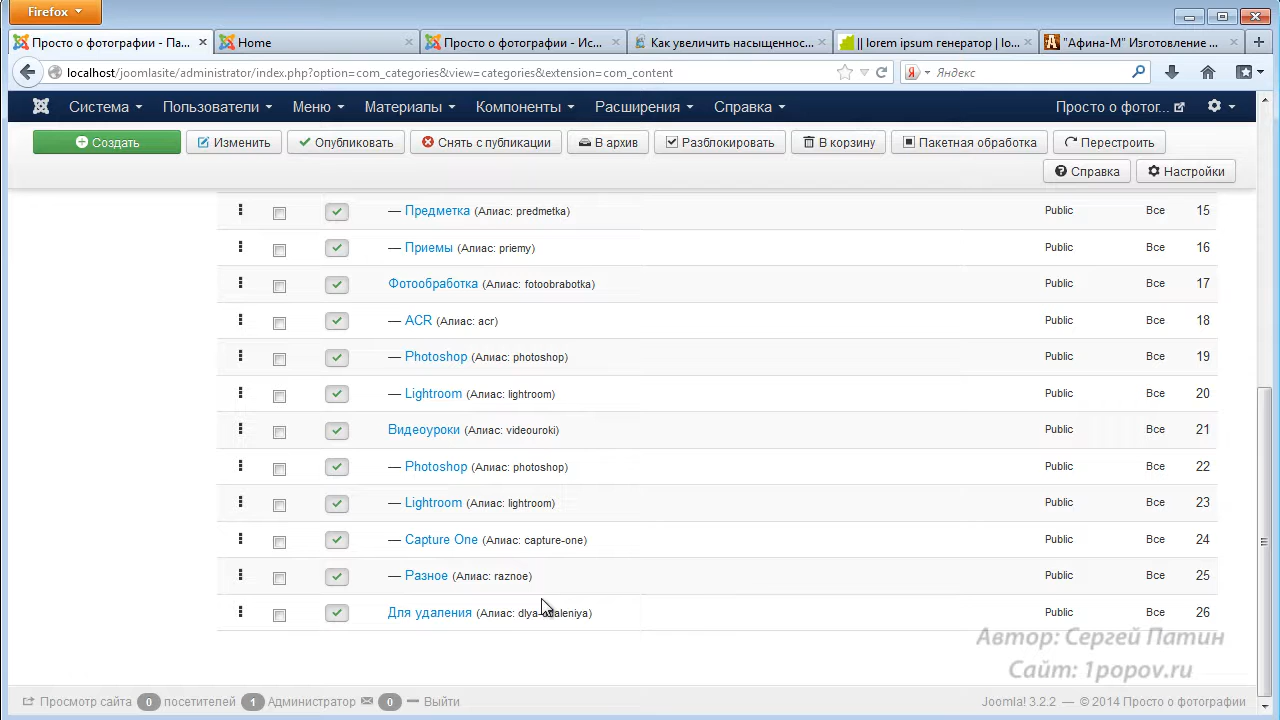 Firefox
Просто о фотографии - Па...
Home
Просто о фотографии - Ис...
Как увеличить насыщеннос...
|| lorem ipsum генератор | lo...
"Афина-М" Изготовление ...
localhost/joomlasite/administrator/index.php?option=com_categories&view=categories&extension=com_content
Яндекс
Система Пользователи Меню Материалы Компоненты Расширения Справка Просто о фотог...
Создать Изменить Опубликовать Снять с публикации В архив Разблокировать В корзину Пакетная обработка Перестроить
Справка Настройки
— Предметка (Алиас: predmetka) Public Все 15
— Приемы (Алиас: priemy) Public Все 16
Фотообработка (Алиас: fotoobrabotka) Public Все 17
— ACR (Алиас: acr) Public Все 18
— Photoshop (Алиас: photoshop) Public Все 19
— Lightroom (Алиас: lightroom) Public Все 20
Видеоуроки (Алиас: videouroki) Public Все 21
— Photoshop (Алиас: photoshop) Public Все 22
— Lightroom (Алиас: lightroom) Public Все 23
— Capture One (Алиас: capture-one) Public Все 24
— Разное (Алиас: raznoe) Public Все 25
Для удаления (Алиас: dlya-udaleniya) Public Все 26
Автор: Сергей Патин
Сайт: 1popov.ru
Просмотр сайта 0 посетителей 1 Администратор 0 Выйти
Joomla! 3.2.2 — © 2014 Просто о фотографии